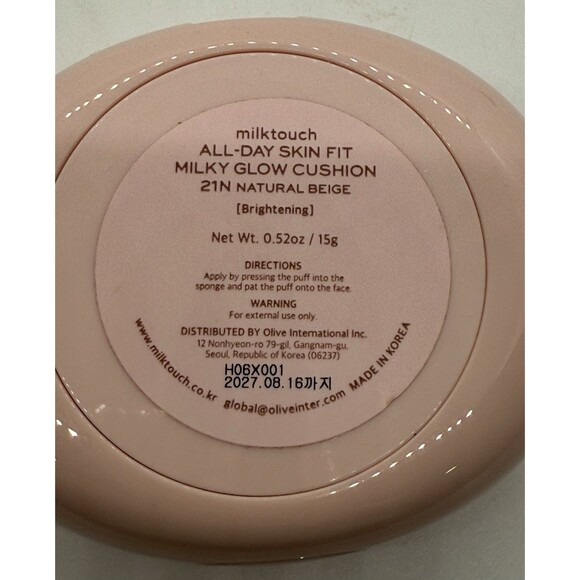 milktouch
ALL-DAY SKIN FIT
MILKY GLOW CUSHION
21N NATURAL BEIGE
[Brightening]
Net Wt. 0.52oz / 15g
DIRECTIONS
Apply by pressing the puff into the
sponge and pat the puff onto the face.
WARNING
For external use only.
DISTRIBUTED BY Olive International Inc.
12 Nonhyeon-ro 79-gil, Gangnam-gu,
Seoul, Republic of Korea (06237)
H06X001
2027.08.16까지
www.milktouch.co.kr global@oliveinter.com MADE IN KOREA